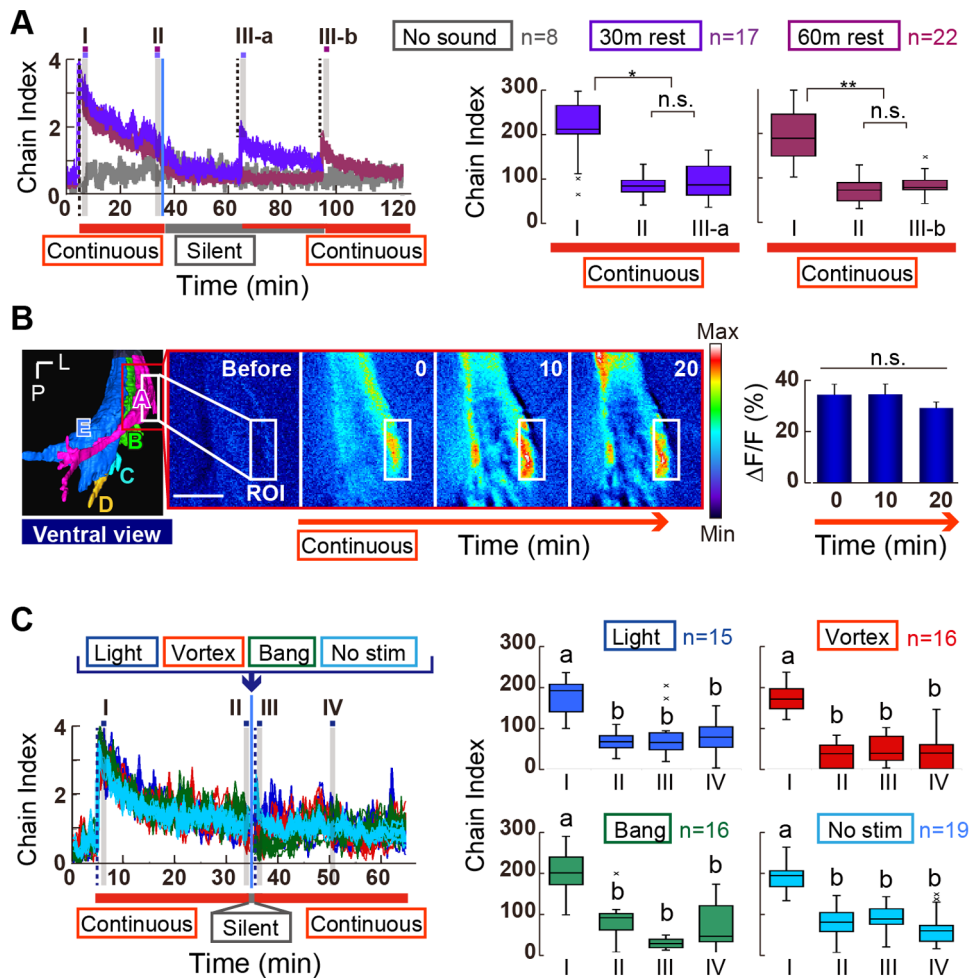 A
I II III-a III-b
No sound n=8 30m rest n=17 60m rest n=22
Chain Index
4
2
0
0 20 40 60 80 100 120
Continuous Silent Continuous
Time (min)
Chain Index
300
200
100
0
*
n.s.
I II III-a
Continuous
**
n.s.
I II III-b
Continuous
B
L
P
A
E
B
C
D
Ventral view
Before 0 10 20
ROI
Max
Min
Continuous Time (min)
n.s.
ΔF/F (%)
40
20
0
0 10 20
Time (min)
C
Light Vortex Bang No stim
I II III IV
Chain Index
4
2
0
0 10 20 30 40 50 60
Continuous Silent Continuous
Time (min)
Chain Index
300
200
100
0
Light n=15
a b b b
I II III IV
Vortex n=16
a b b b
I II III IV
300
200
100
0
Bang n=16
a b b b
I II III IV
No stim n=19
a b b b
I II III IV